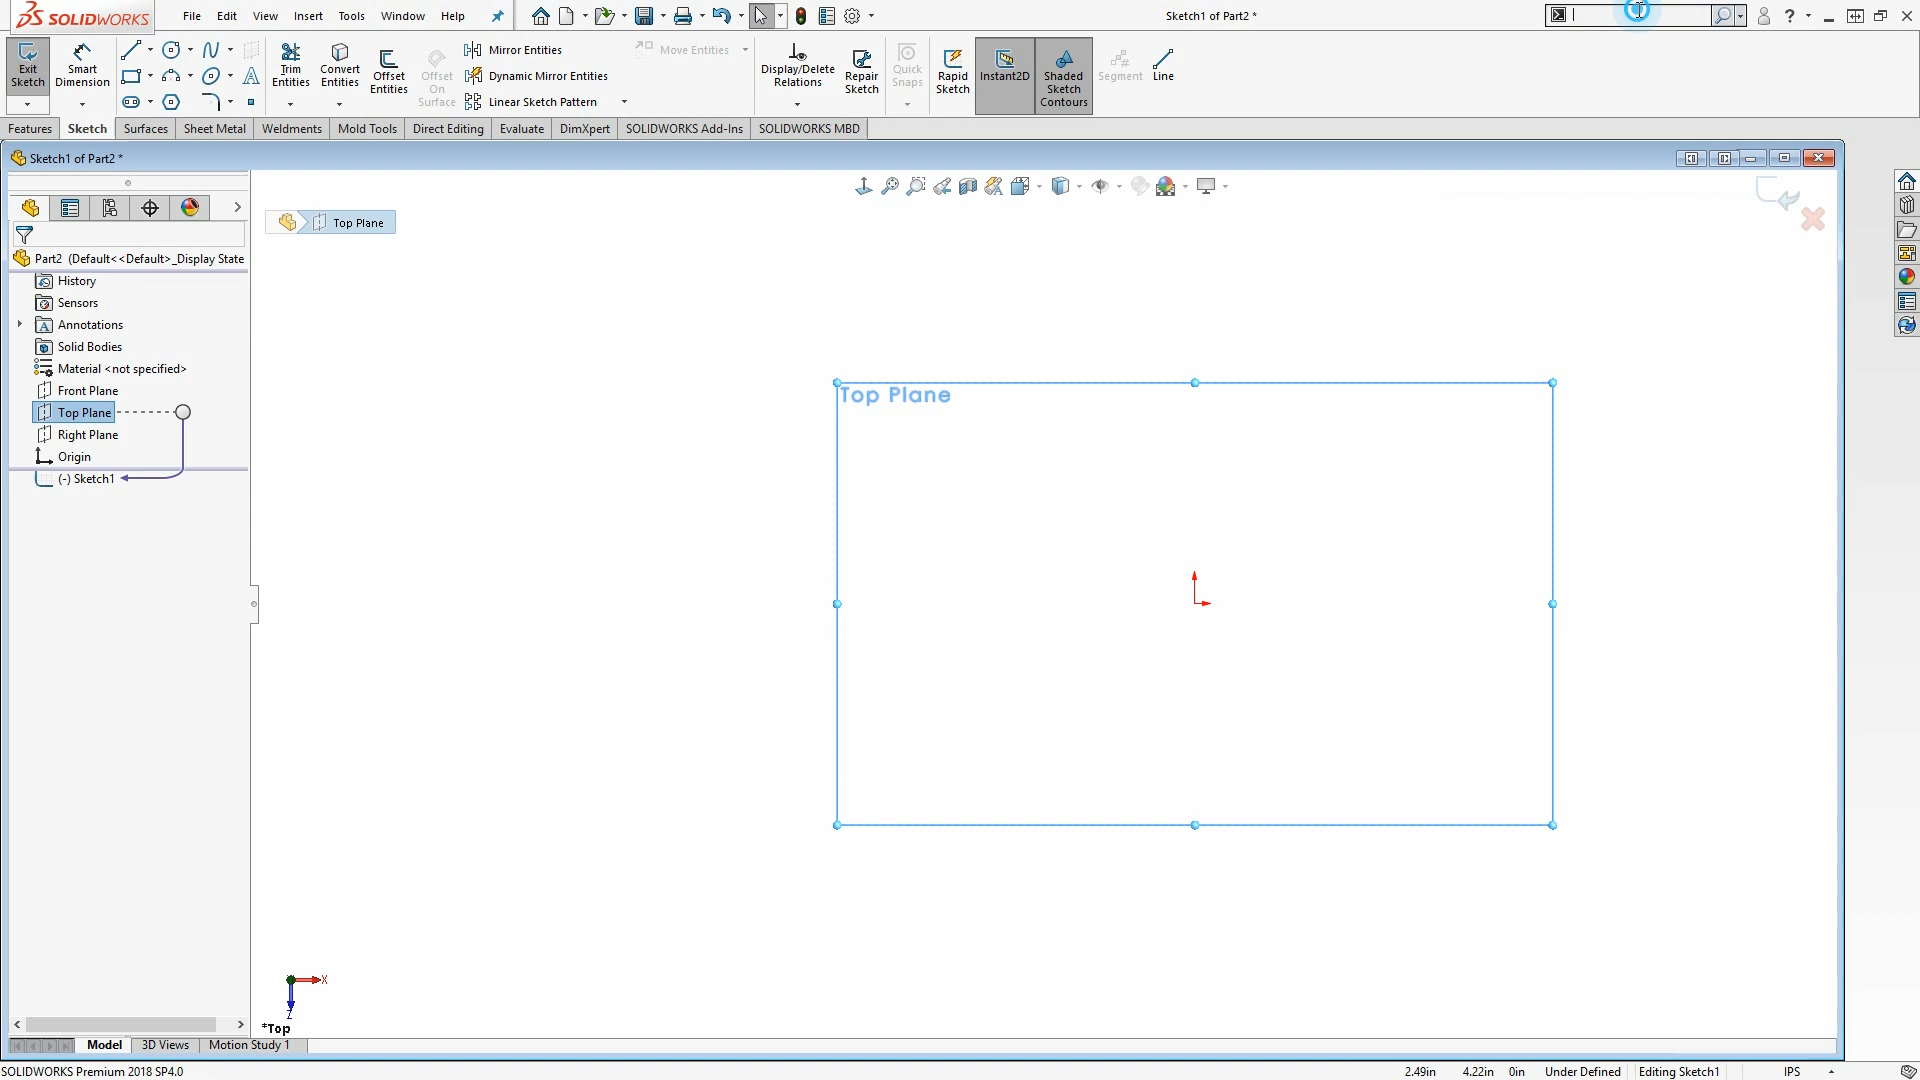 SOLIDWORKS File Edit View Insert Tools Window Help Sketch1 of Part2 *
Exit Sketch
Smart Dimension
Trim Entities
Convert Entities
Offset Entities
Offset On Surface
Mirror Entities
Dynamic Mirror Entities
Linear Sketch Pattern
Move Entities
Display/Delete Relations
Repair Sketch
Quick Snaps
Rapid Sketch
Instant2D
Shaded Sketch Contours
Segment
Line
Features Sketch Surfaces Sheet Metal Weldments Mold Tools Direct Editing Evaluate DimXpert SOLIDWORKS Add-Ins SOLIDWORKS MBD
Sketch1 of Part2 *
Top Plane
Part2 (Default<<Default>_Display State
History
Sensors
Annotations
Solid Bodies
Material <not specified>
Front Plane
Top Plane
Right Plane
Origin
(-) Sketch1
Top Plane
X
Z
*Top
Model 3D Views Motion Study 1
SOLIDWORKS Premium 2018 SP4.0 2.49in 4.22in 0in Under Defined Editing Sketch1 IPS